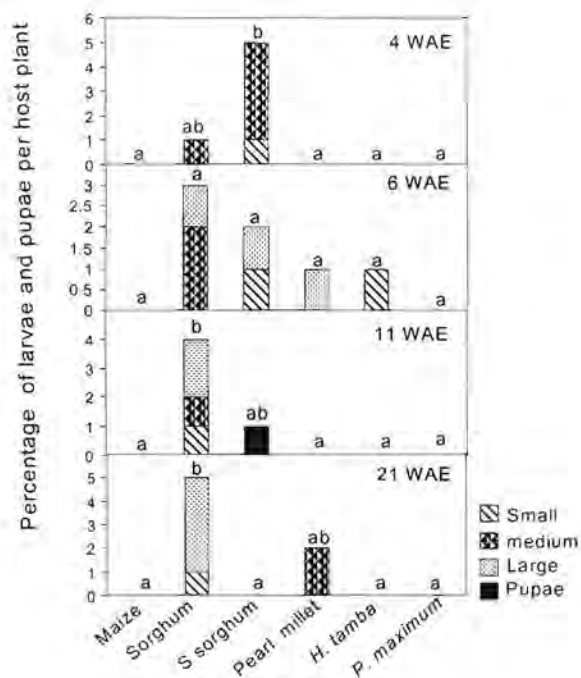 Percentage of larvae and pupae per host plant
6
5
4
3
2
1
0
4 WAE
a
ab
b
a
a
a
3
2.5
2
1.5
1
0.5
0
6 WAE
a
a
a
a
a
a
4
3
2
1
0
11 WAE
a
b
ab
a
a
a
5
4
3
2
1
0
21 WAE
a
b
a
ab
a
a
Maize
Sorghum
S sorghum
Pearl millet
H. tamba
P. maximum
Small
medium
Large
Pupae